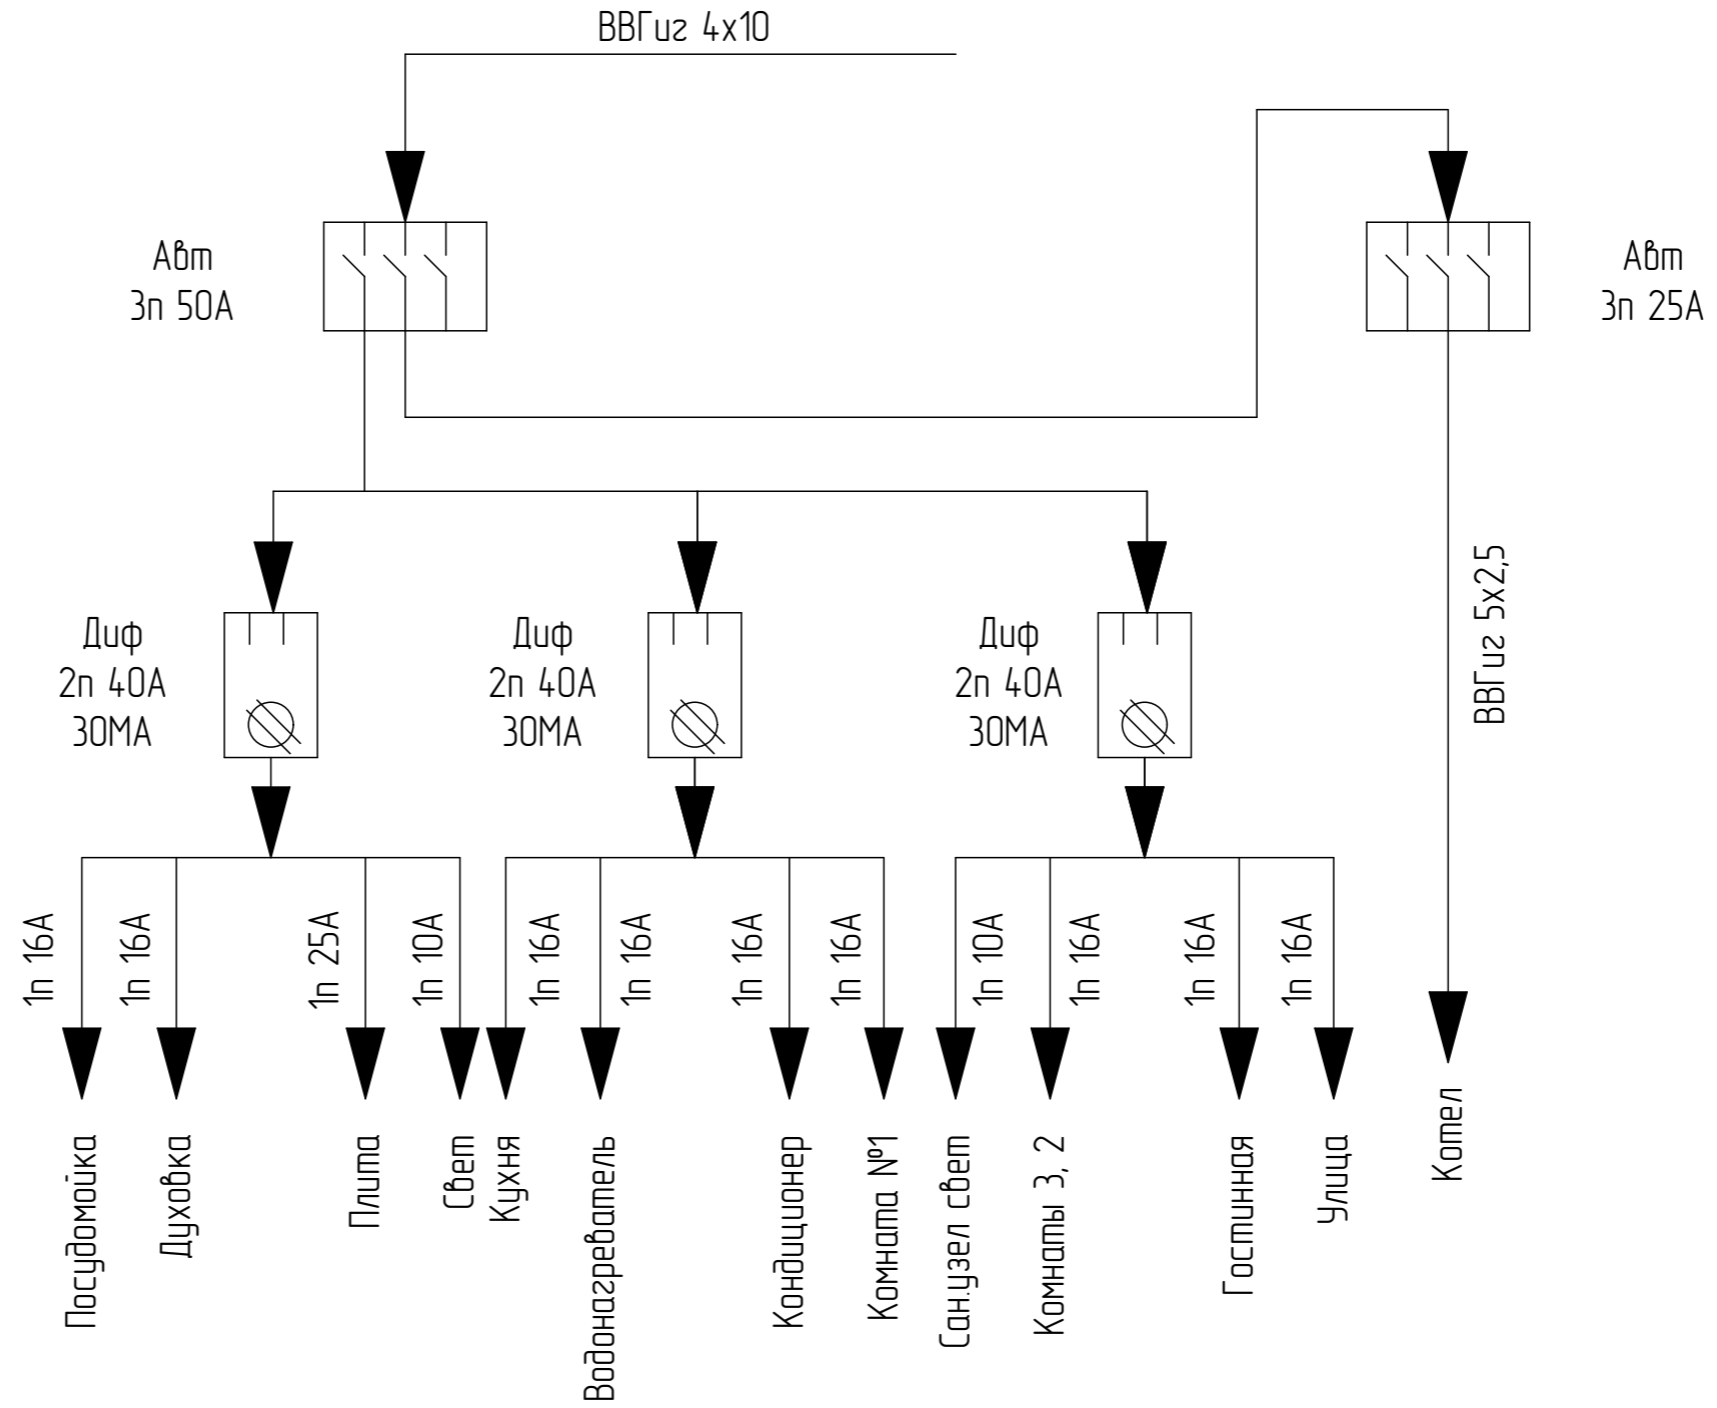 ВВГиг 4х10
Авт
3п 50А
Авт
3п 25А
ВВГиг 5х2,5
Диф
2п 40А
30МА
Диф
2п 40А
30МА
Диф
2п 40А
30МА
1п 16А
1п 16А
1п 25А
1п 10А
1п 16А
1п 16А
1п 16А
1п 16А
1п 10А
1п 16А
1п 16А
1п 16А
Посудомойка
Духовка
Плита
Свет
Кухня
Водонагреватель
Кондиционер
Комната №1
Сан.узел свет
Комнаты 3, 2
Гостинная
Улица
Котел